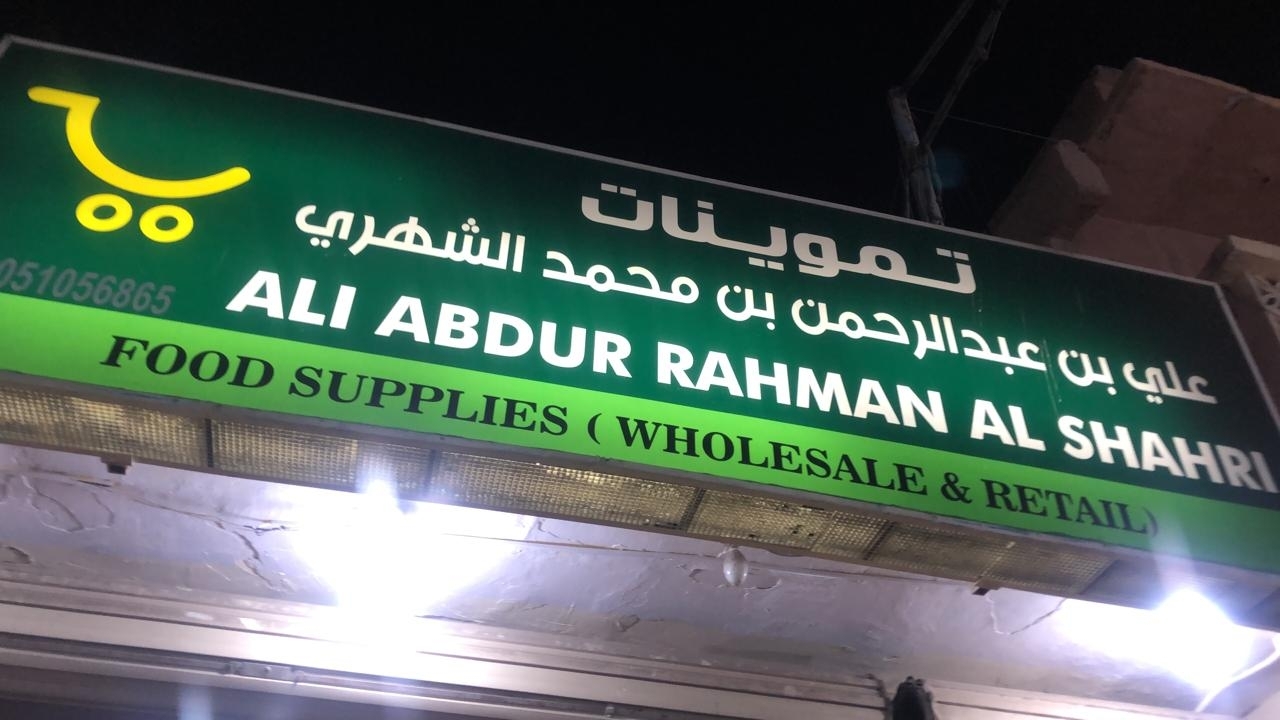 تموينات
علي بن عبدالرحمن بن محمد الشهري
ALI ABDUR RAHMAN AL SHAHRI
051056865
FOOD SUPPLIES ( WHOLESALE & RETAIL)